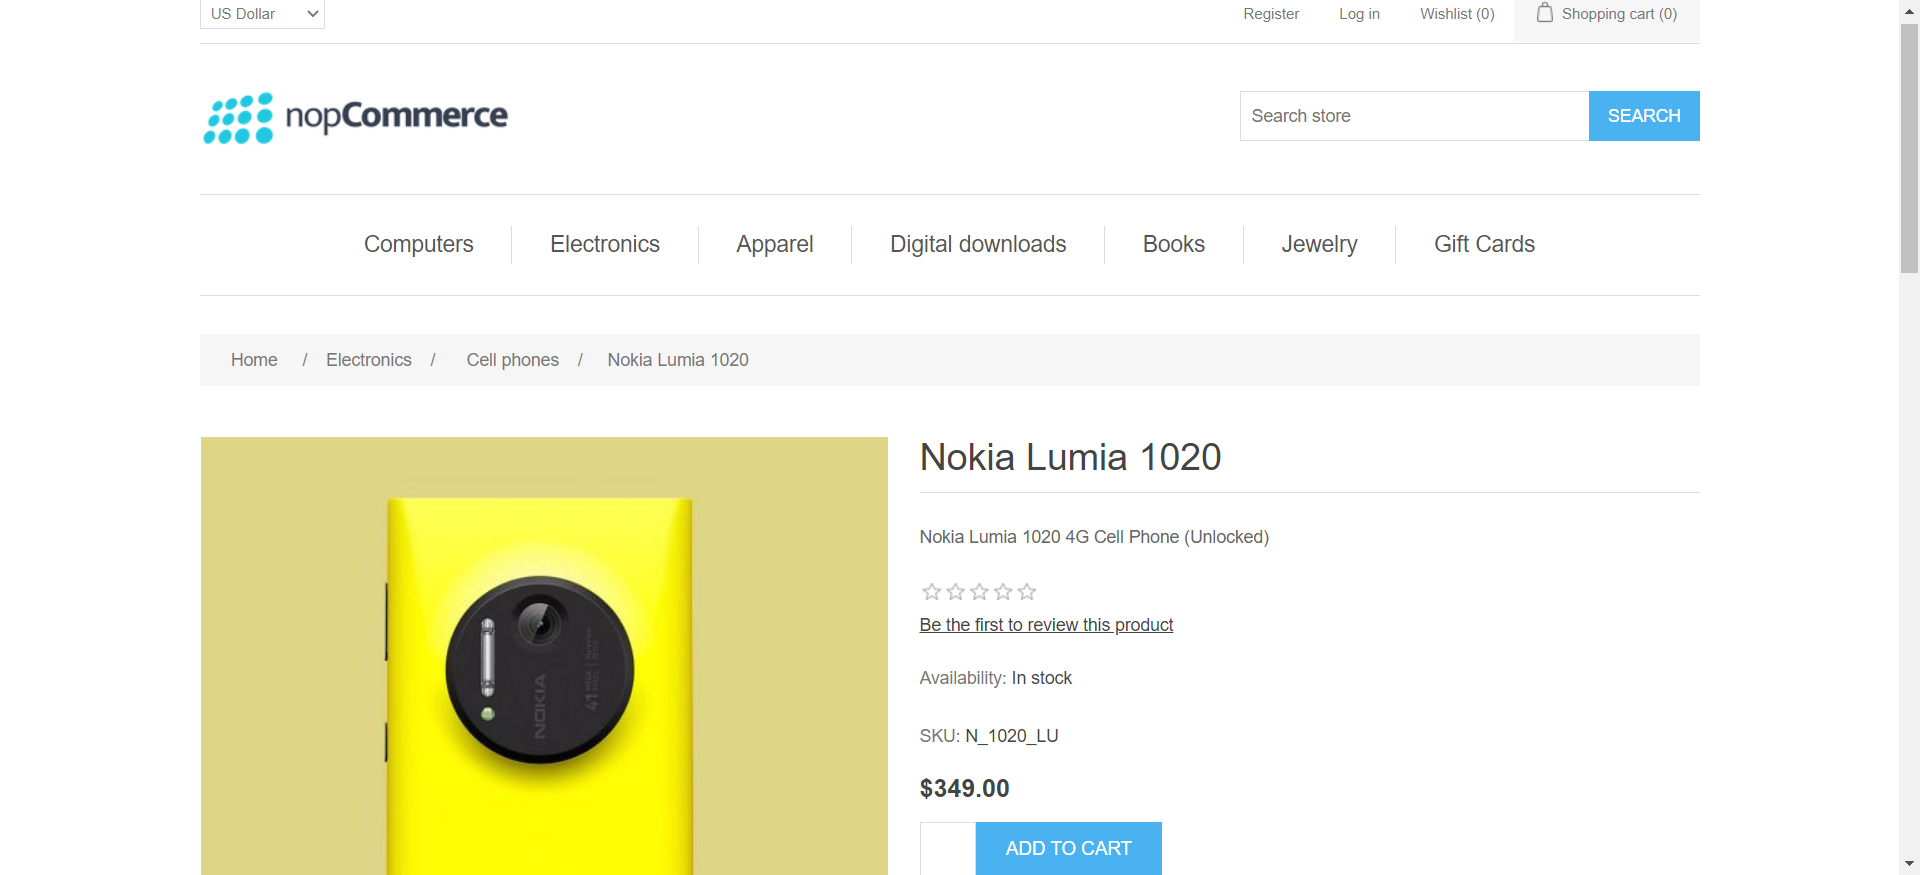 US Dollar
Register Log in Wishlist (0) Shopping cart (0)
nopCommerce
Search store SEARCH
Computers Electronics Apparel Digital downloads Books Jewelry Gift Cards
Home / Electronics / Cell phones / Nokia Lumia 1020
Nokia Lumia 1020
Nokia Lumia 1020 4G Cell Phone (Unlocked)
Be the first to review this product
Availability: In stock
SKU: N_1020_LU
$349.00
ADD TO CART
NOKIA
41